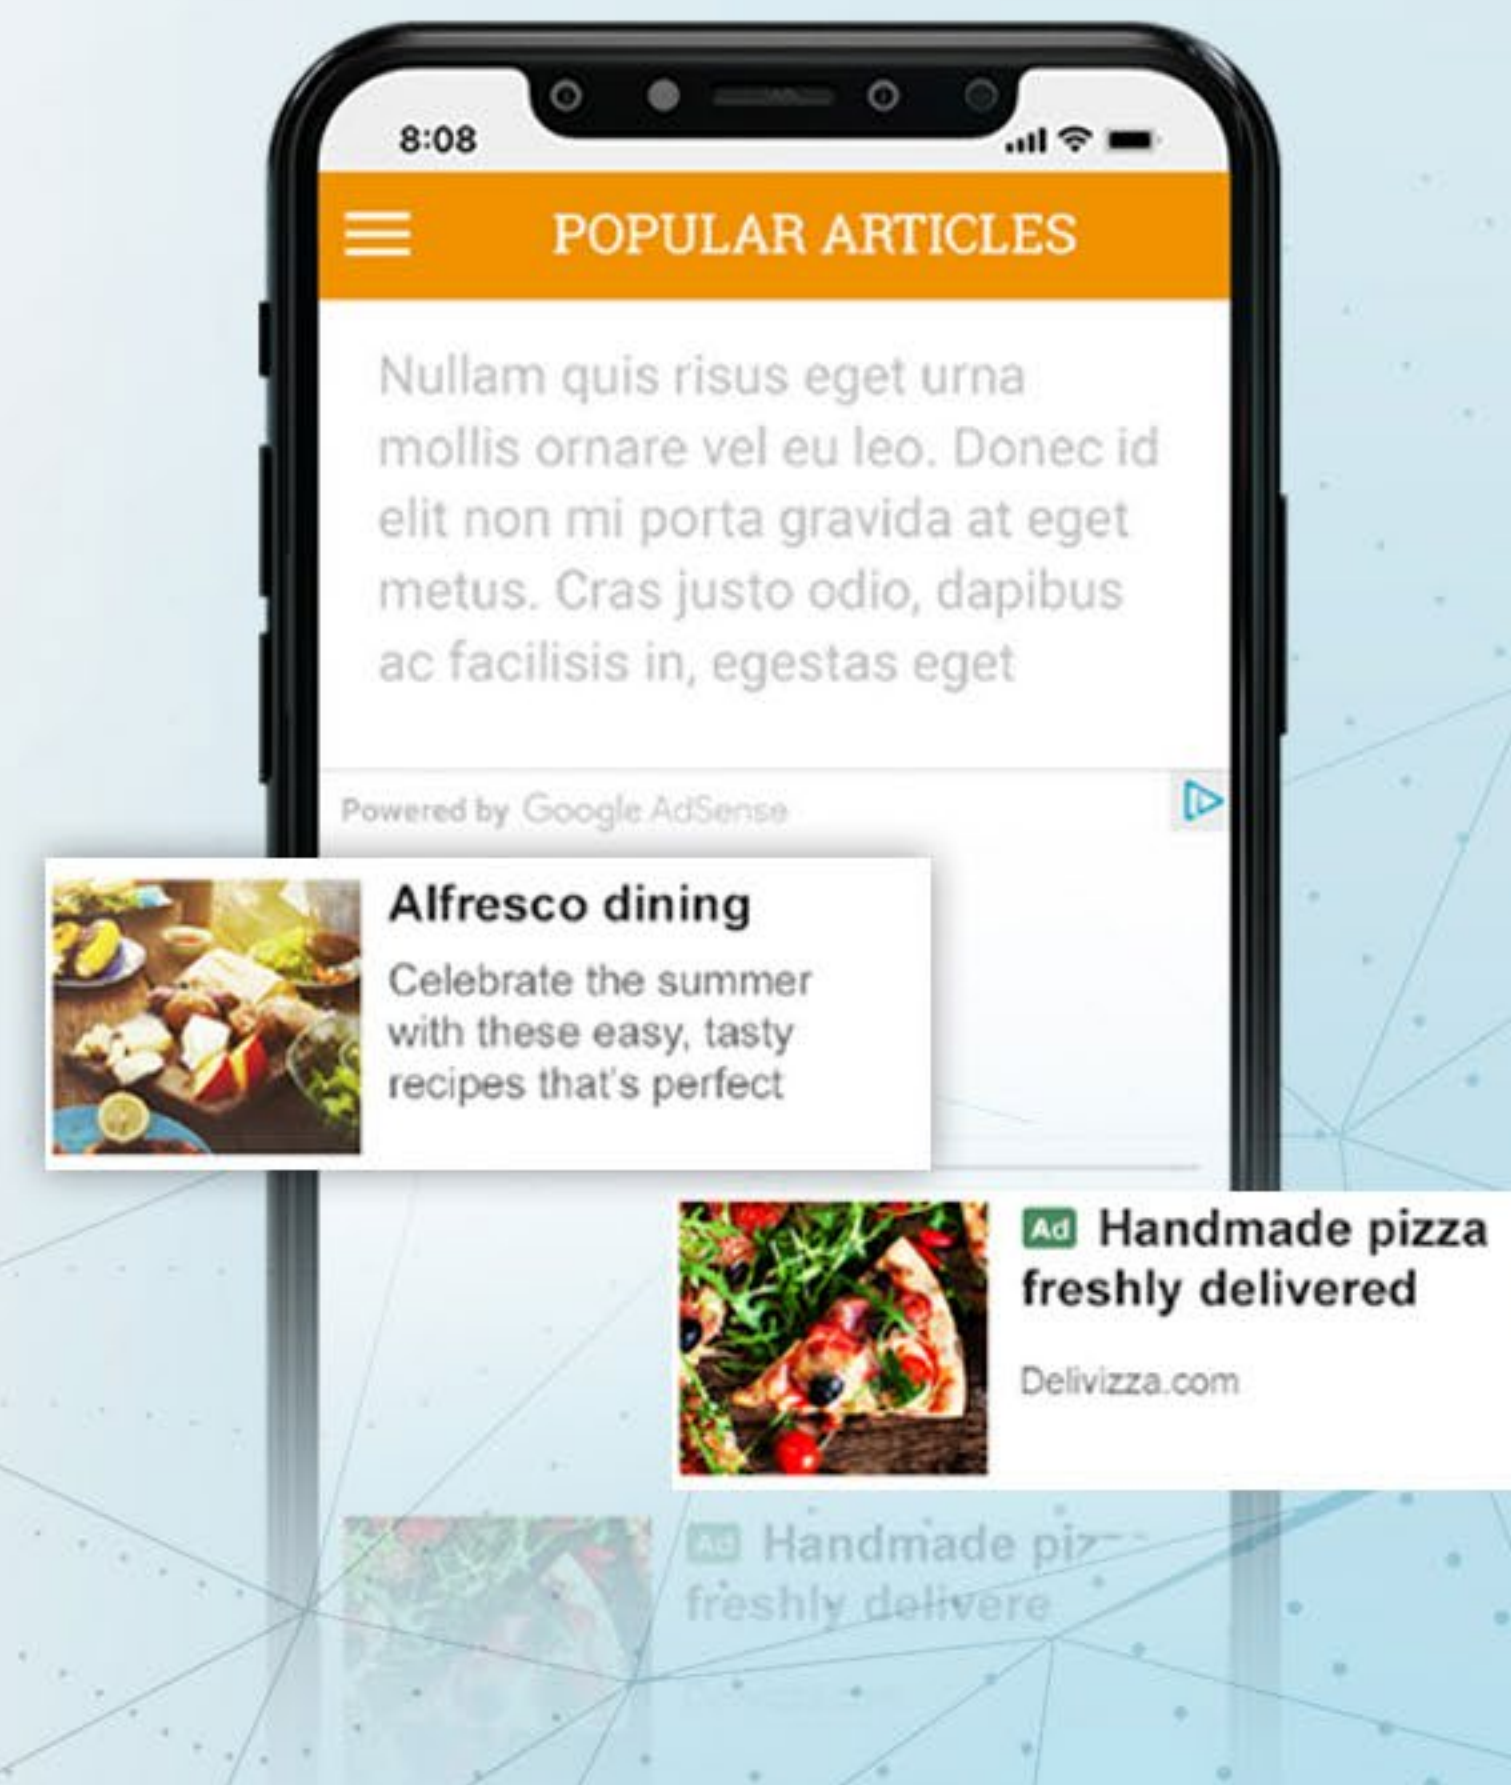 8:08
POPULAR ARTICLES
Nullam quis risus eget urna
mollis ornare vel eu leo. Donec id
elit non mi porta gravida at eget
metus. Cras justo odio, dapibus
ac facilisis in, egestas eget
Powered by Google AdSense
Alfresco dining
Celebrate the summer
with these easy, tasty
recipes that's perfect
Ad Handmade pizza
freshly delivered
Delivizza.com
Ad Handmade piz
freshly delivere